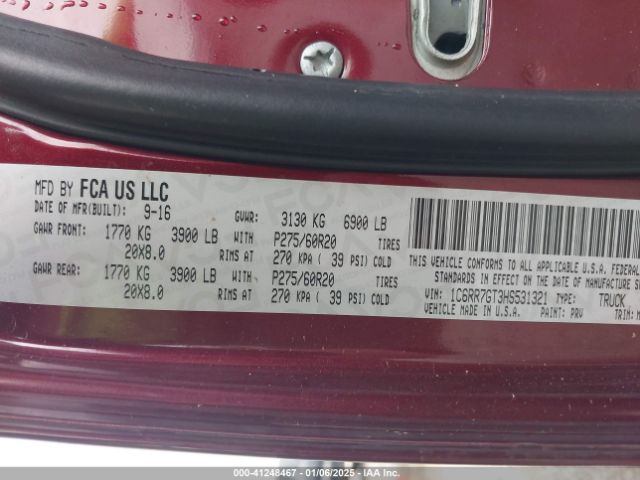 MFD BY FCA US LLC
DATE OF MFR(BUILT): 9-16 GVWR: 3130 KG 6900 LB
GAWR FRONT: 1770 KG 3900 LB WITH P275/60R20 TIRES
20X8.0 RIMS AT 270 KPA ( 39 PSI) COLD
GAWR REAR: 1770 KG 3900 LB WITH P275/60R20 TIRES
20X8.0 RIMS AT 270 KPA ( 39 PSI) COLD
THIS VEHICLE CONFORMS TO ALL APPLICABLE U.S.A. FEDERAL
STANDARDS IN EFFECT ON THE DATE OF MANUFACTURE
VIN: 1C6RR7GT3HS531321 TYPE: TRUCK
VEHICLE MADE IN U.S.A. PAINT: PRV TRIM:
000-41248467 - 01/06/2025 - IAA Inc.